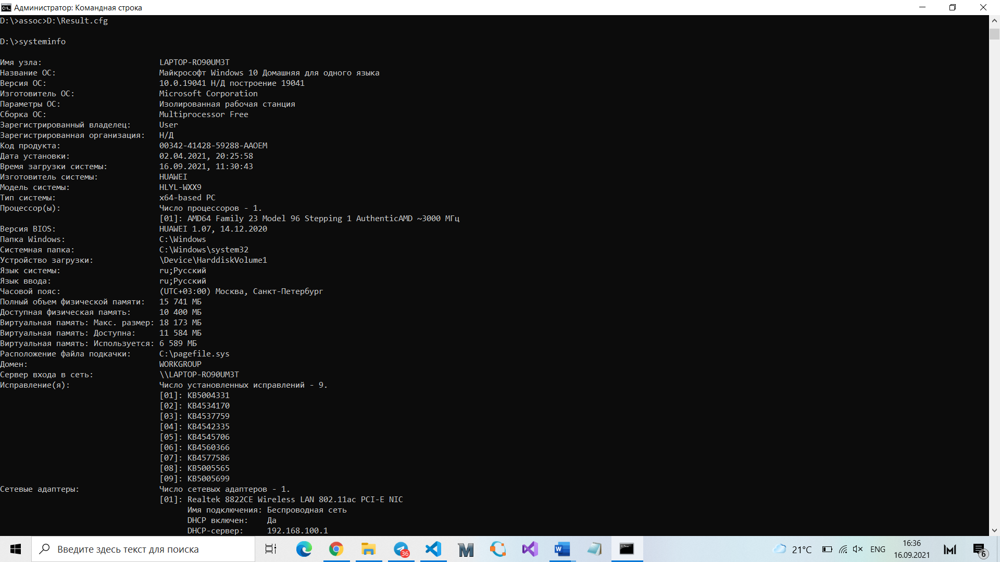 Администратор: Командная строка
D:\>assoc>D:\Result.cfg
D:\>systeminfo
Имя узла: LAPTOP-RO90UM3T
Название ОС: Майкрософт Windows 10 Домашняя для одного языка
Версия ОС: 10.0.19041 Н/Д построение 19041
Изготовитель ОС: Microsoft Corporation
Параметры ОС: Изолированная рабочая станция
Сборка ОС: Multiprocessor Free
Зарегистрированный владелец: User
Зарегистрированная организация: Н/Д
Код продукта: 00342-41428-59288-AAOEM
Дата установки: 02.04.2021, 20:25:58
Время загрузки системы: 16.09.2021, 11:30:43
Изготовитель системы: HUAWEI
Модель системы: HLYL-WXX9
Тип системы: x64-based PC
Процессор(ы): Число процессоров - 1.
[01]: AMD64 Family 23 Model 96 Stepping 1 AuthenticAMD ~3000 МГц
Версия BIOS: HUAWEI 1.07, 14.12.2020
Папка Windows: C:\Windows
Системная папка: C:\Windows\system32
Устройство загрузки: \Device\HarddiskVolume1
Язык системы: ru;Русский
Язык ввода: ru;Русский
Часовой пояс: (UTC+03:00) Москва, Санкт-Петербург
Полный объем физической памяти: 15 741 МБ
Доступная физическая память: 10 400 МБ
Виртуальная память: Макс. размер: 18 173 МБ
Виртуальная память: Доступна: 11 584 МБ
Виртуальная память: Используется: 6 589 МБ
Расположение файла подкачки: C:\pagefile.sys
Домен: WORKGROUP
Сервер входа в сеть: \\LAPTOP-RO90UM3T
Исправление(я): Число установленных исправлений - 9.
[01]: KB5004331
[02]: KB4534170
[03]: KB4537759
[04]: KB4542335
[05]: KB4545706
[06]: KB4560366
[07]: KB4577586
[08]: KB5005565
[09]: KB5005699
Сетевые адаптеры: Число сетевых адаптеров - 1.
[01]: Realtek 8822CE Wireless LAN 802.11ac PCI-E NIC
Имя подключения: Беспроводная сеть
DHCP включен: Да
DHCP-сервер: 192.168.100.1
Введите здесь текст для поиска
36
21°C
ENG
16:36
16.09.2021
6